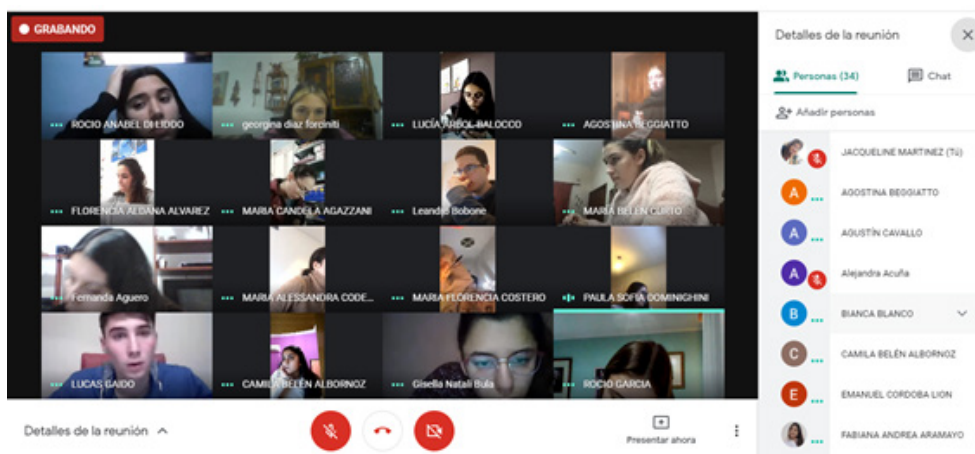 GRABANDO
ROCIO ANABEL DI LIDDO
georgina diaz forciniti
LUCÍA ARBOL-BALOCCO
AGOSTINA BEGGIATTO
FLORENCIA ALDANA ALVAREZ
MARIA CANDELA AGAZZANI
Leandro Bobone
MARIA BELEN CURTO
Fernanda Aguero
MARIA ALESSANDRA CODE...
MARIA FLORENCIA COSTERO
PAULA SOFIA DOMINIGHINI
LUCAS GAIDO
CAMILA BELÉN ALBORNOZ
Gisella Natali Bula
ROCIO GARCIA
Detalles de la reunión
Presentar ahora
Detalles de la reunión
Personas (34)
Chat
Añadir personas
JACQUELINE MARTINEZ (Tú)
A
AGOSTINA BEGGIATTO
A
AGUSTÍN CAVALLO
A
Alejandra Acuña
B
BIANCA BLANCO
C
CAMILA BELÉN ALBORNOZ
E
EMANUEL CORDOBA LION
FABIANA ANDREA ARAMAYO